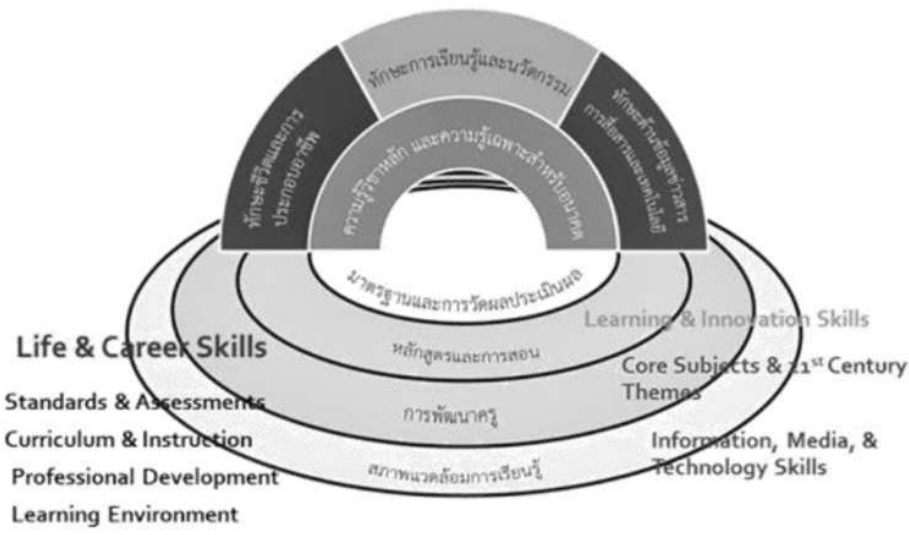 ทักษะการเรียนรู้และนวัตกรรม
ทักษะชีวิตและการ
ประกอบอาชีพ
ทักษะด้านข้อมูลข่าวสาร
การสื่อสารและเทคโนโลยี
ความรู้วิชาหลัก และความรู้เฉพาะสำหรับอนาคต
มาตรฐานและการวัดผลประเมินผล
หลักสูตรและการสอน
การพัฒนาครู
สภาพแวดล้อมการเรียนรู้
Life & Career Skills
Standards & Assessments
Curriculum & Instruction
Professional Development
Learning Environment
Learning & Innovation Skills
Core Subjects & 21st Century
Themes
Information, Media, &
Technology Skills